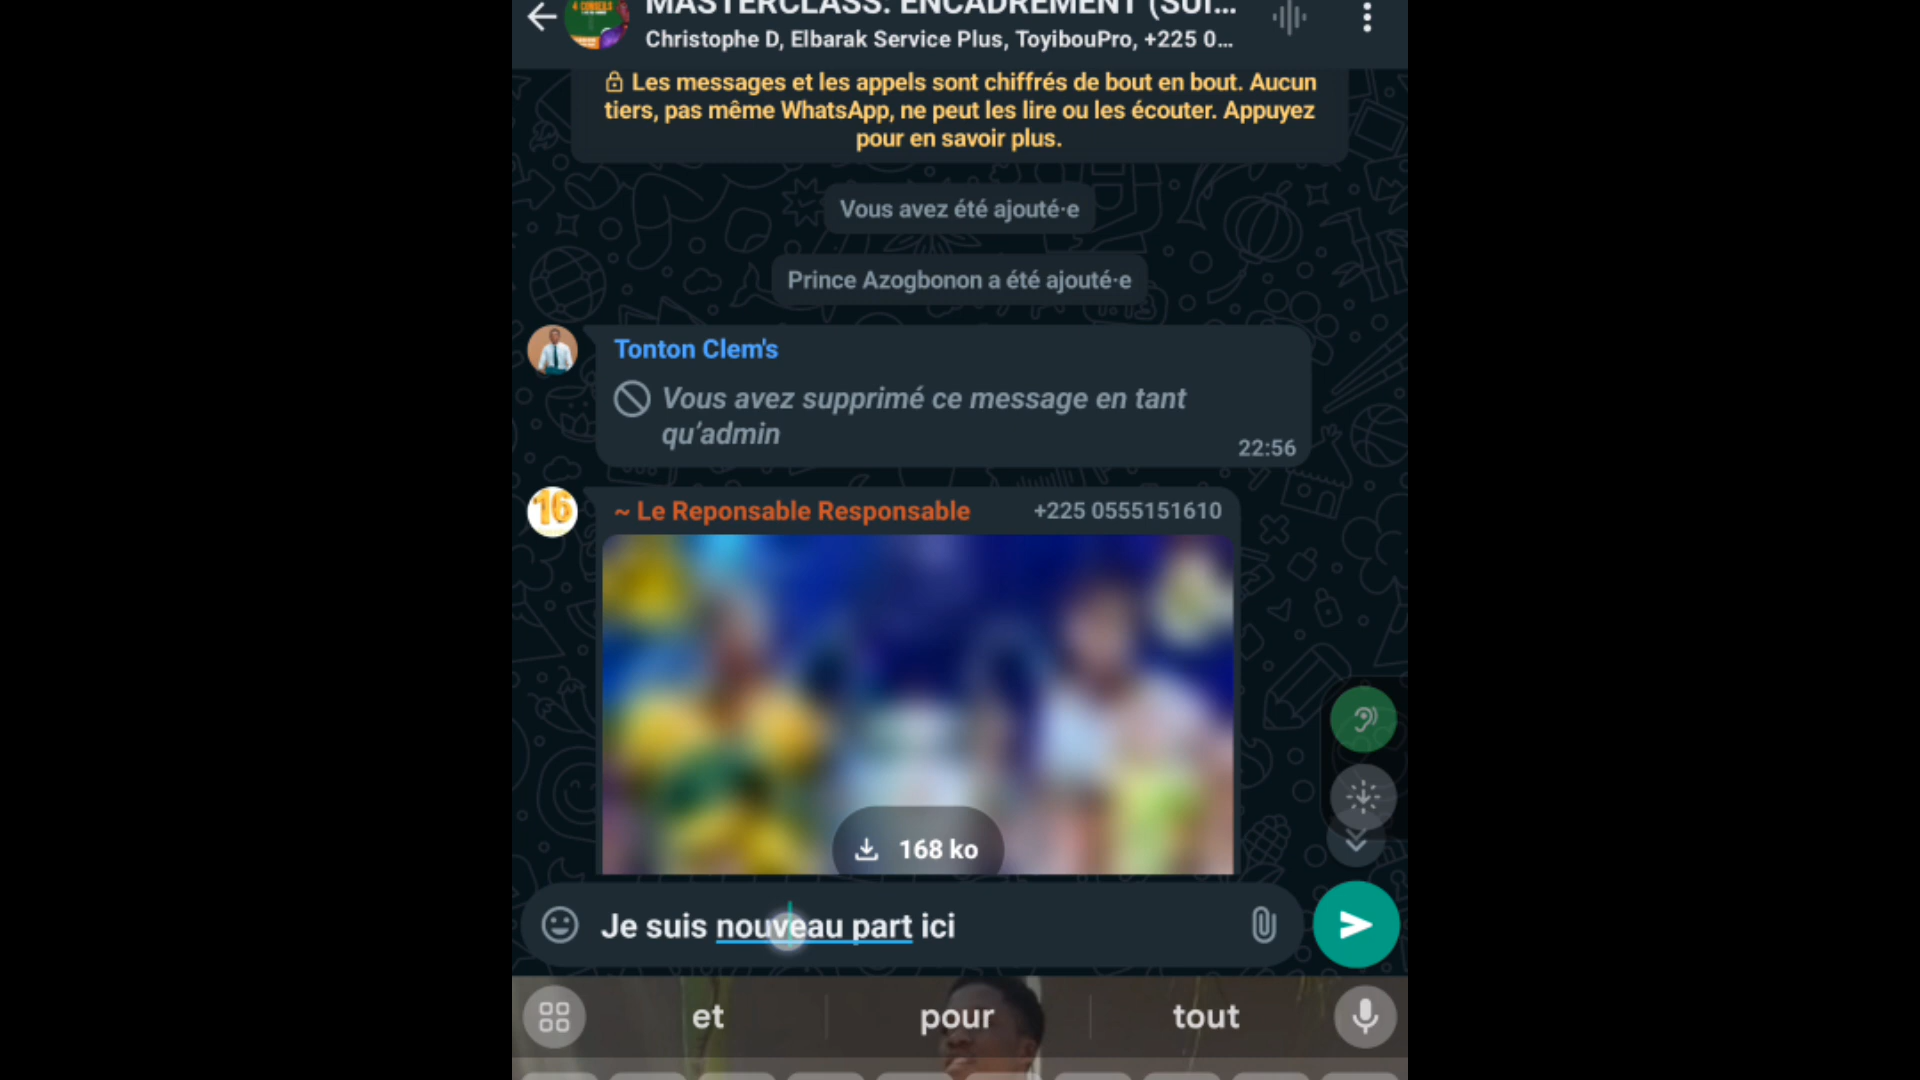 MASTERCLASS: ENCADREMENT (SUI...
Christophe D, Elbarak Service Plus, ToyibouPro, +225 0...
Les messages et les appels sont chiffrés de bout en bout. Aucun
tiers, pas même WhatsApp, ne peut les lire ou les écouter. Appuyez
pour en savoir plus.
Vous avez été ajouté·e
Prince Azogbonon a été ajouté·e
Tonton Clem's
Vous avez supprimé ce message en tant
qu'admin
22:56
16
~ Le Reponsable Responsable +225 0555151610
168 ko
Je suis nouveau part ici
et pour tout